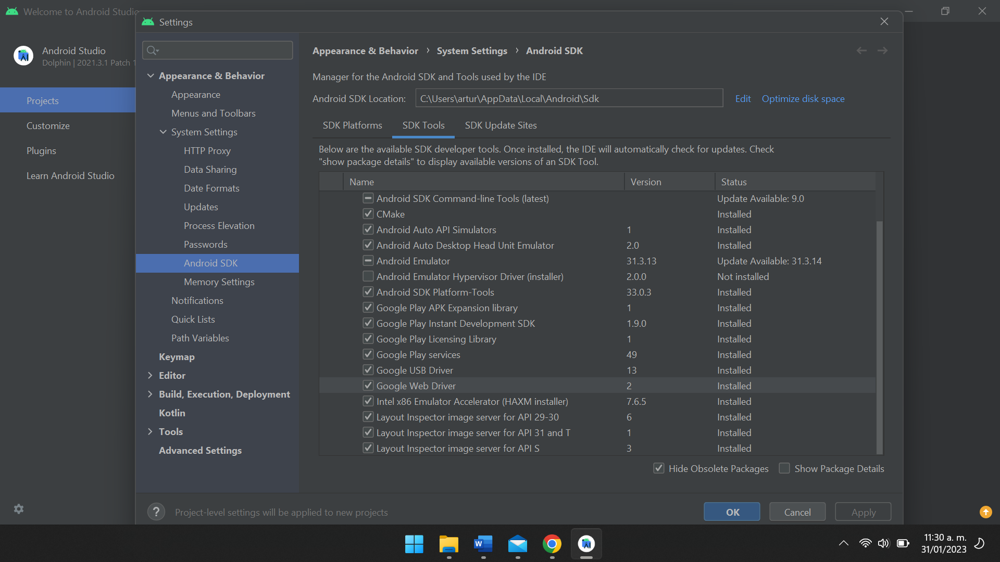 Welcome to Android Studio
Settings
Android Studio
Dolphin | 2021.3.1 Patch 1
Projects
Customize
Plugins
Learn Android Studio
Appearance & Behavior
Appearance
Menus and Toolbars
System Settings
HTTP Proxy
Data Sharing
Date Formats
Updates
Process Elevation
Passwords
Android SDK
Memory Settings
Notifications
Quick Lists
Path Variables
Keymap
Editor
Build, Execution, Deployment
Kotlin
Tools
Advanced Settings
Appearance & Behavior › System Settings › Android SDK
Manager for the Android SDK and Tools used by the IDE
Android SDK Location: C:\Users\artur\AppData\Local\Android\Sdk Edit Optimize disk space
SDK Platforms SDK Tools SDK Update Sites
Below are the available SDK developer tools. Once installed, the IDE will automatically check for updates. Check
"show package details" to display available versions of an SDK Tool.
Name Version Status
Android SDK Command-line Tools (latest) Update Available: 9.0
CMake Installed
Android Auto API Simulators 1 Installed
Android Auto Desktop Head Unit Emulator 2.0 Installed
Android Emulator 31.3.13 Update Available: 31.3.14
Android Emulator Hypervisor Driver (installer) 2.0.0 Not installed
Android SDK Platform-Tools 33.0.3 Installed
Google Play APK Expansion library 1 Installed
Google Play Instant Development SDK 1.9.0 Installed
Google Play Licensing Library 1 Installed
Google Play services 49 Installed
Google USB Driver 13 Installed
Google Web Driver 2 Installed
Intel x86 Emulator Accelerator (HAXM installer) 7.6.5 Installed
Layout Inspector image server for API 29-30 6 Installed
Layout Inspector image server for API 31 and T 1 Installed
Layout Inspector image server for API S 3 Installed
Hide Obsolete Packages Show Package Details
? Project-level settings will be applied to new projects
OK Cancel Apply
W
11:30 a. m.
31/01/2023